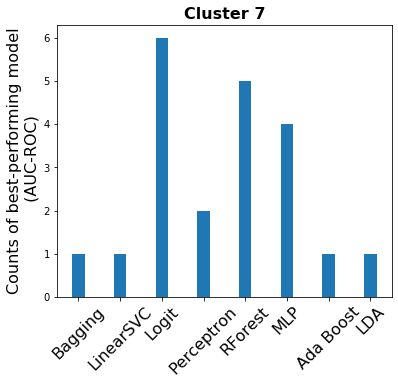 Cluster 7
Counts of best-performing model
(AUC-ROC)
6
5
4
3
2
1
0
Bagging
LinearSVC
Logit
Perceptron
RForest
MLP
Ada Boost
LDA